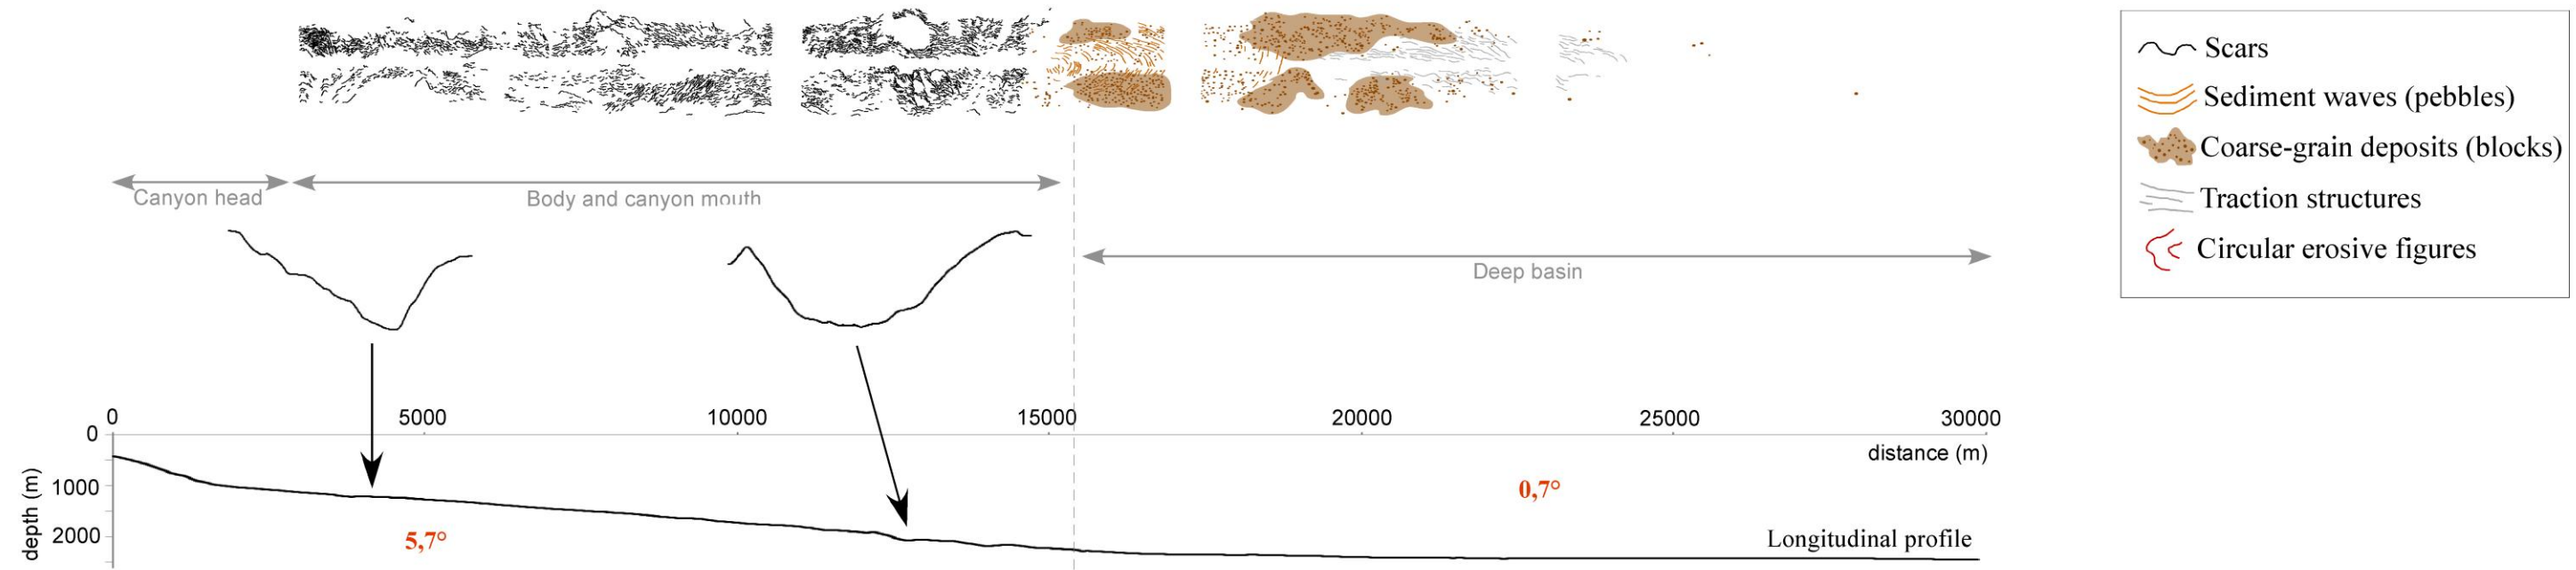 Scars
Sediment waves (pebbles)
Coarse-grain deposits (blocks)
Traction structures
Circular erosive figures
Canyon head
Body and canyon mouth
Deep basin
0 5000 10000 15000 20000 25000 30000
0
distance (m)
1000
2000
depth (m)
5,7°
0,7°
Longitudinal profile